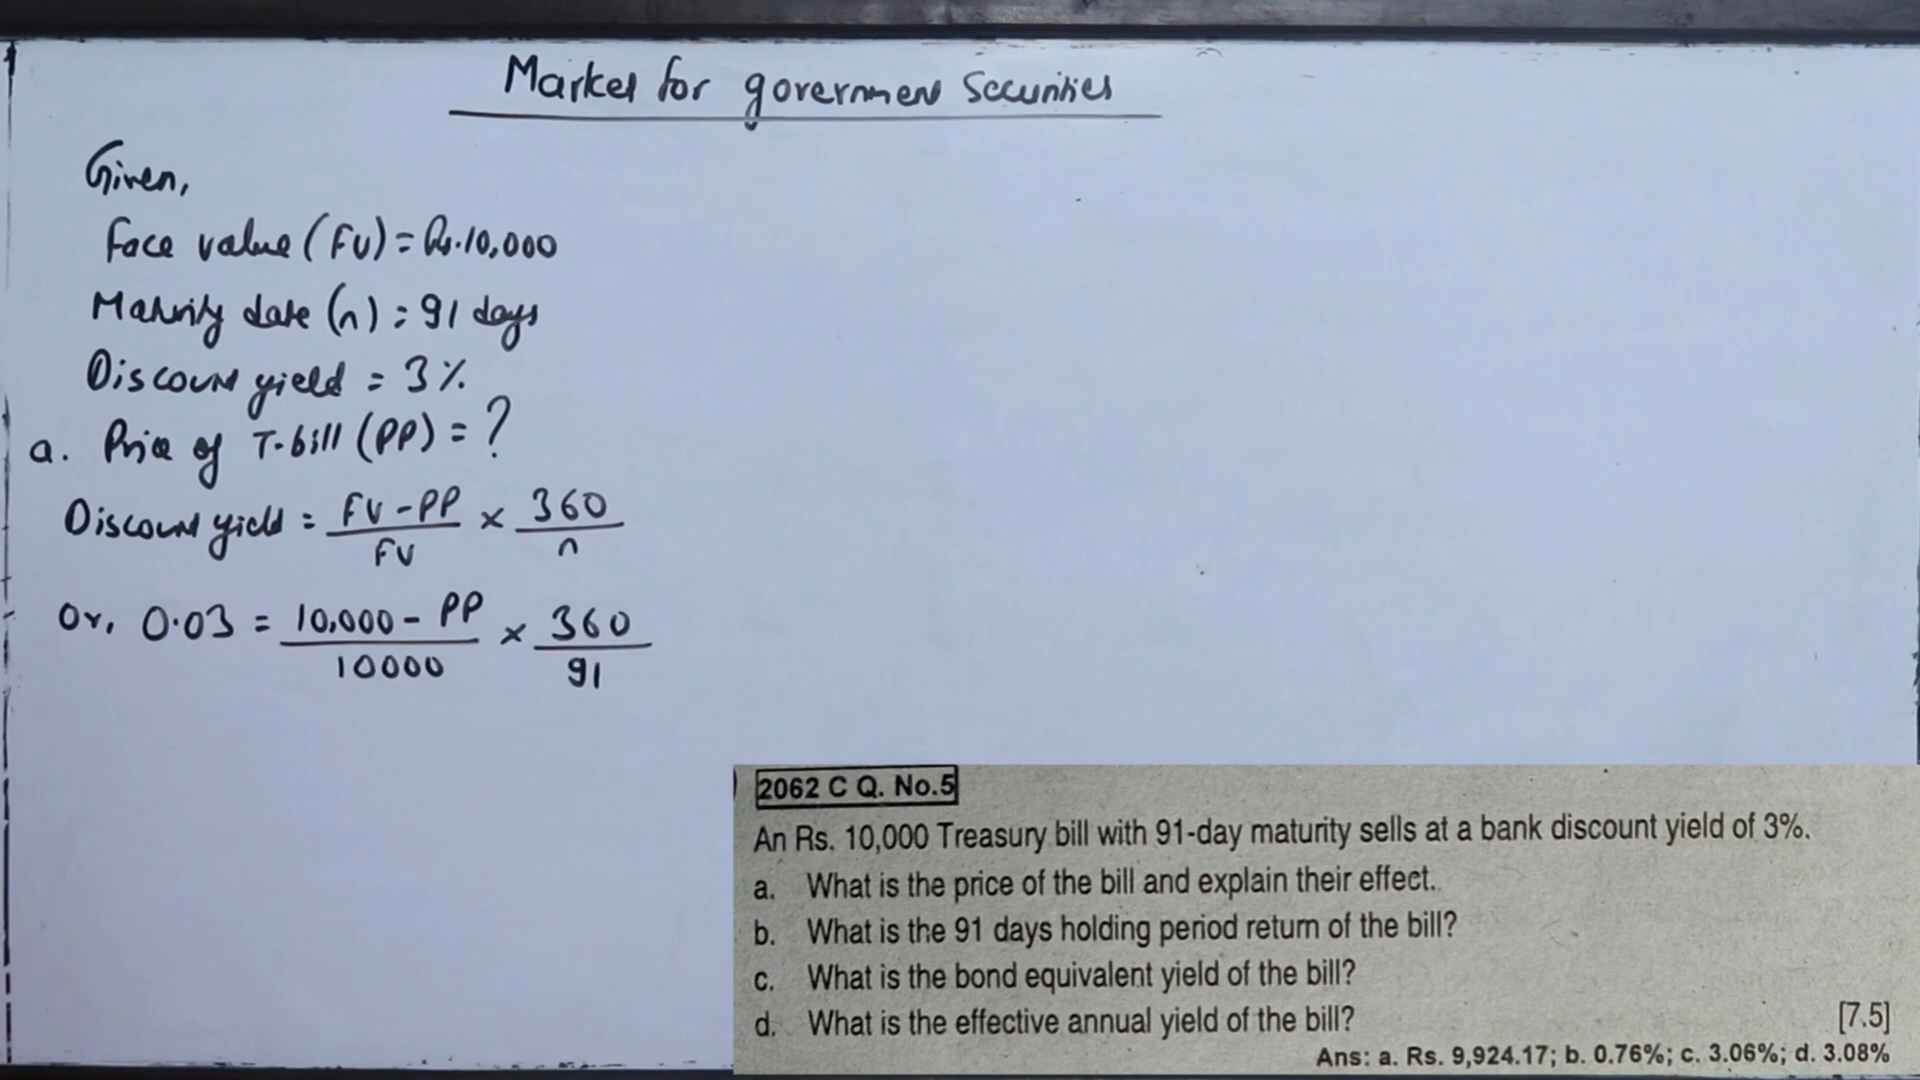 Market for government Securities
Given,
Face value (FV) = Rs.10,000
Maturity date (n) = 91 days
Discount yield = 3%
a. Price of T-bill (PP) = ?
Discount yield = FV - PP / FV × 360 / n
Or, 0.03 = 10,000 - PP / 10000 × 360 / 91
2062 C Q. No.5
An Rs. 10,000 Treasury bill with 91-day maturity sells at a bank discount yield of 3%.
a. What is the price of the bill and explain their effect.
b. What is the 91 days holding period return of the bill?
c. What is the bond equivalent yield of the bill?
d. What is the effective annual yield of the bill?
[7.5]
Ans: a. Rs. 9,924.17; b. 0.76%; c. 3.06%; d. 3.08%